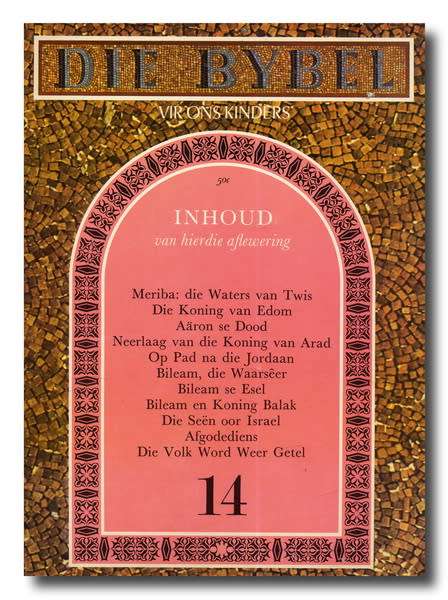 DIE BYBEL
VIR ONS KINDERS
50c
INHOUD
van hierdie aflewering
Meriba: die Waters van Twis
Die Koning van Edom
Aäron se Dood
Neerlaag van die Koning van Arad
Op Pad na die Jordaan
Bileam, die Waarsêer
Bileam se Esel
Bileam en Koning Balak
Die Seën oor Israel
Afgodediens
Die Volk Word Weer Getel
14